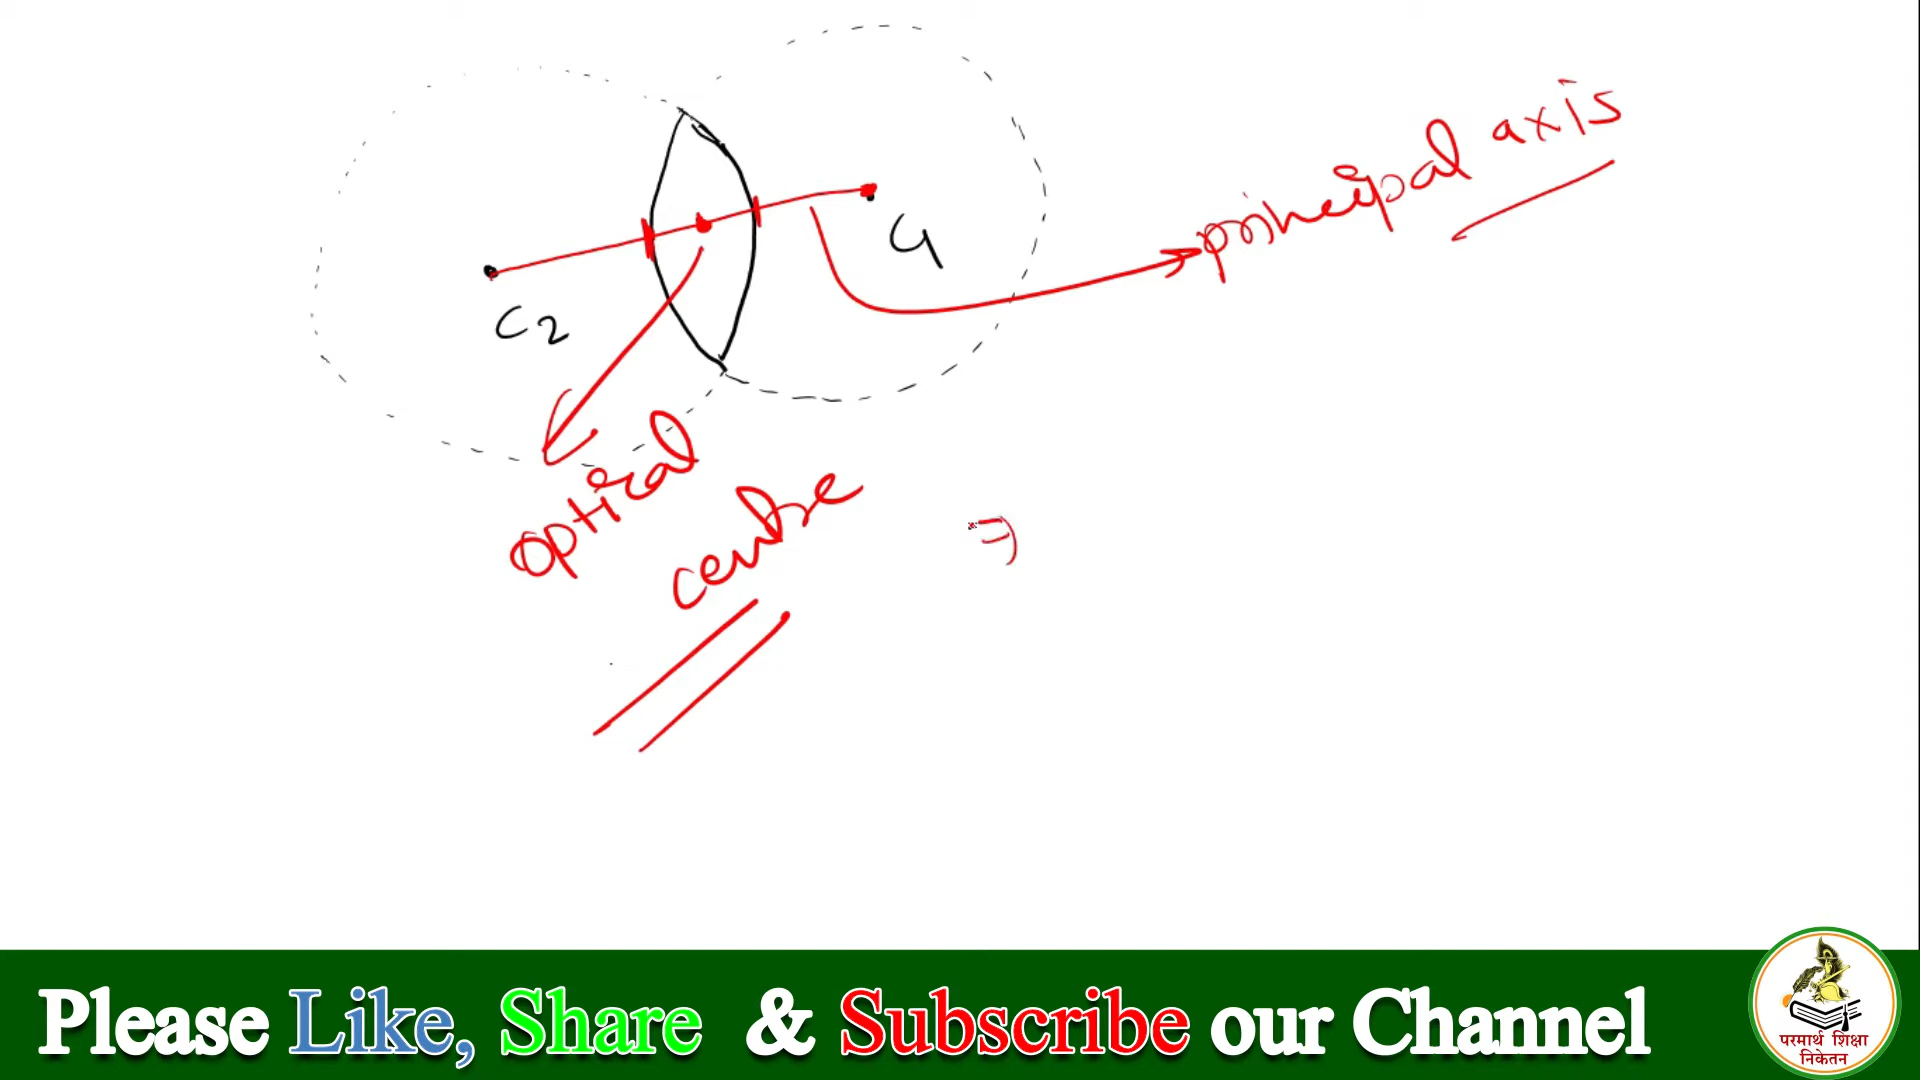 principal axis
C1
C2
optical
centre
⇒
Please Like, Share & Subscribe our Channel
परमार्थ शिक्षा
निकेतन